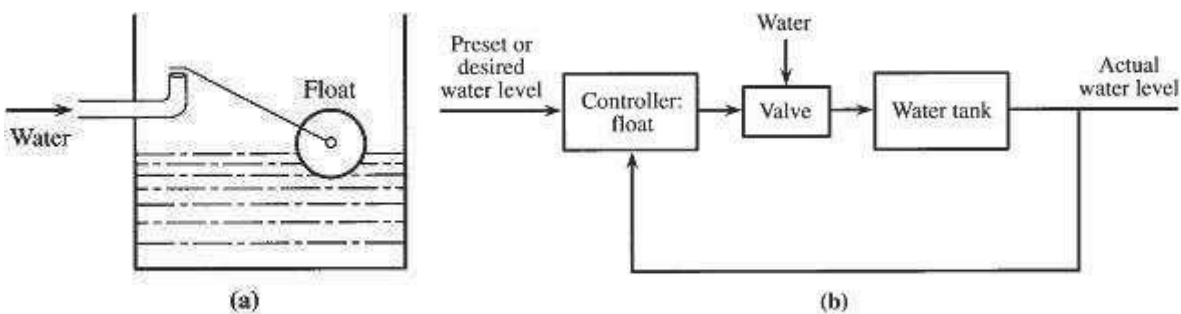 Water
Float
(a)
Preset or
desired
water level
Controller:
float
Water
Valve
Water tank
Actual
water level
(b)